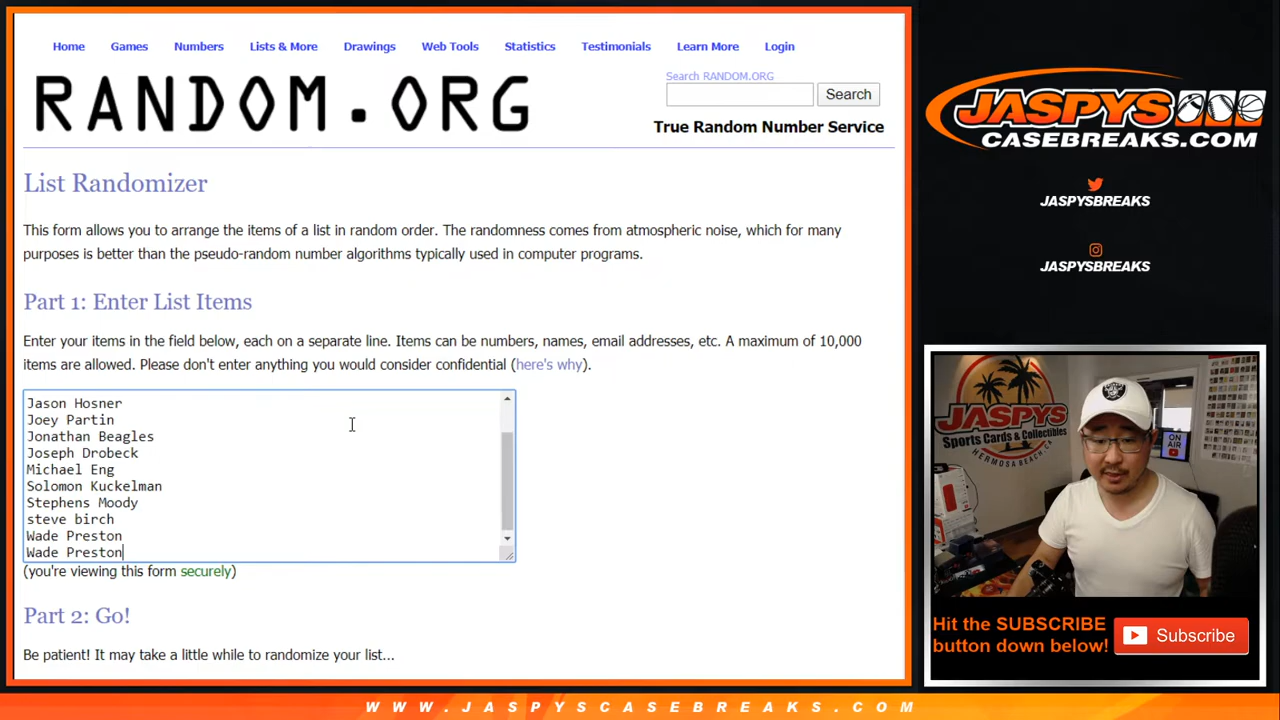 Home Games Numbers Lists & More Drawings Web Tools Statistics Testimonials Learn More Login
RANDOM.ORG
Search RANDOM.ORG
Search
True Random Number Service
List Randomizer
This form allows you to arrange the items of a list in random order. The randomness comes from atmospheric noise, which for many
purposes is better than the pseudo-random number algorithms typically used in computer programs.
Part 1: Enter List Items
Enter your items in the field below, each on a separate line. Items can be numbers, names, email addresses, etc. A maximum of 10,000
items are allowed. Please don't enter anything you would consider confidential (here's why).
Jason Hosner
Joey Partin
Jonathan Beagles
Joseph Drobeck
Michael Eng
Solomon Kuckelman
Stephens Moody
steve birch
Wade Preston
Wade Preston
(you're viewing this form securely)
Part 2: Go!
Be patient! It may take a little while to randomize your list...
JASPYS
CASEBREAKS.COM
JASPYSBREAKS
JASPYSBREAKS
JASPYS
Sports Cards & Collectibles
HERMOSA BEACH, CA
ON AIR
Hit the SUBSCRIBE
button down below!
Subscribe
WWW.JASPYSCASEBREAKS.COM